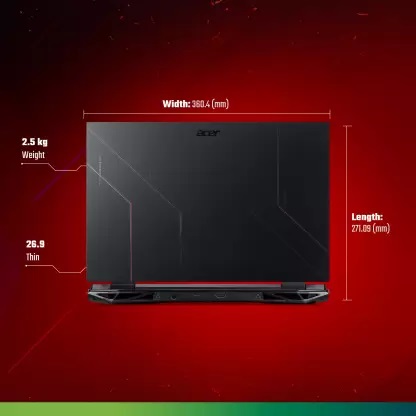 Width: 360.4 (mm)
acer
2.5 kg
Weight
Length:
271.09 (mm)
26.9
Thin